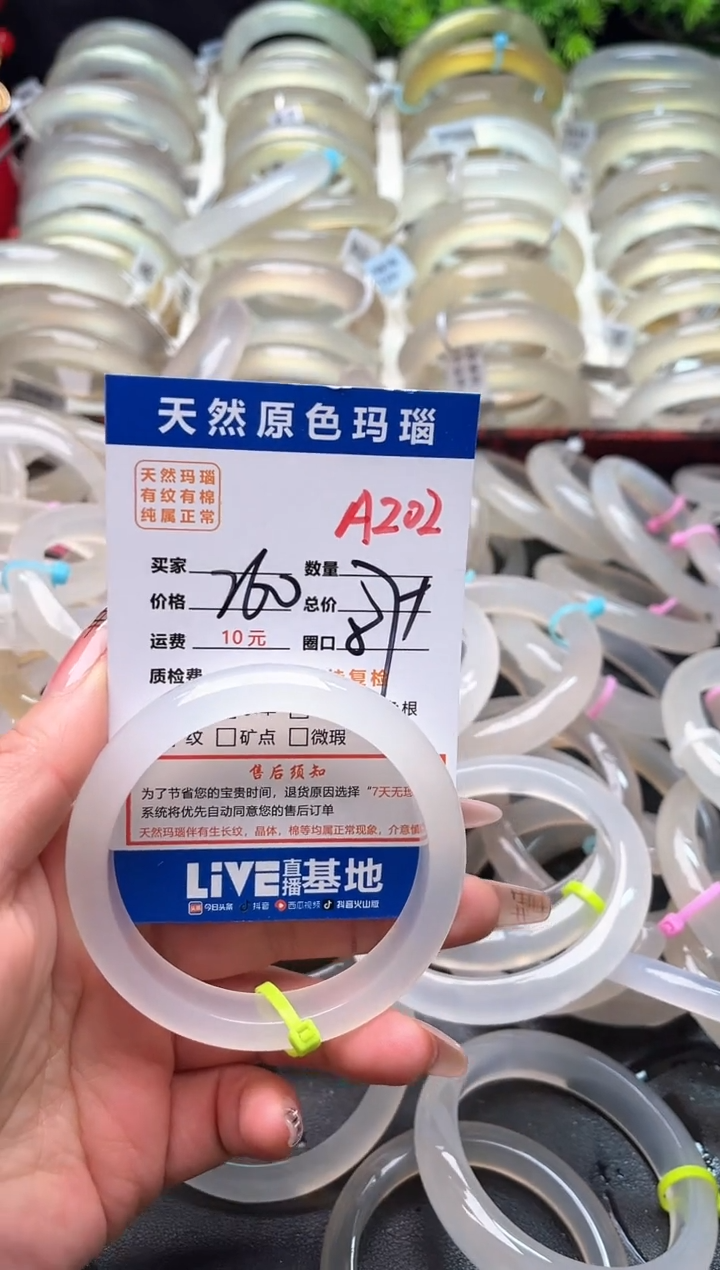 天然原色玛瑙
天然玛瑙
有纹有棉
纯属正常
A202
买家
数量
价格 260
总价
运费 10元
圈口
质检费
复检
纹 □矿点 □微瑕
根
售后须知
为了节省您的宝贵时间，退货原因选择“7天无理
系统将优先自动同意您的售后订单
天然玛瑙伴有生长纹，晶体，棉等均属正常现象，介意慎
LiVE直播基地
今日头条 抖音 西瓜视频 抖音火山版